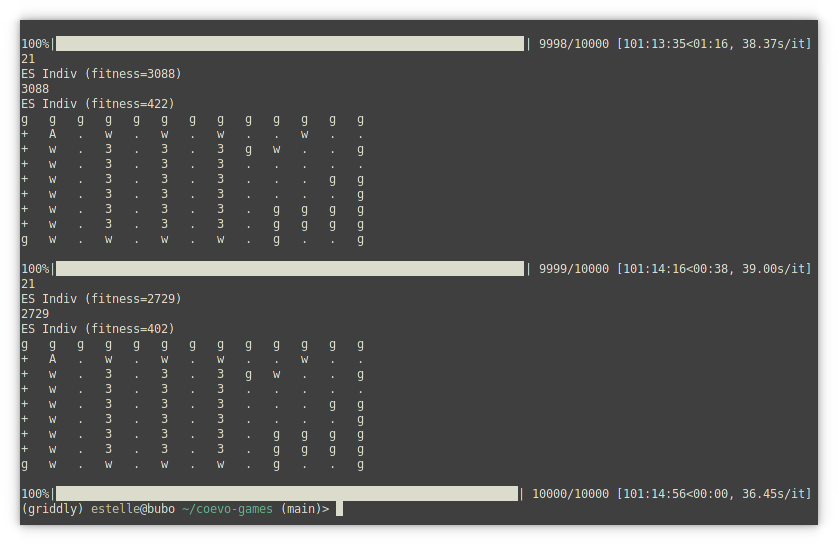 100%|██████████| 9998/10000 [101:13:35<01:16, 38.37s/it]
21
ES Indiv (fitness=3088)
3088
ES Indiv (fitness=422)
g g g g g g g g g g g g g
+ A . w . w . w . . w . .
+ w . 3 . 3 . 3 g w . . g
+ w . 3 . 3 . 3 . . . . .
+ w . 3 . 3 . 3 . . . g g
+ w . 3 . 3 . 3 . . . . g
+ w . 3 . 3 . 3 . g g g g
+ w . 3 . 3 . 3 . g g g g
g w . w . w . w . g . . g
100%|██████████| 9999/10000 [101:14:16<00:38, 39.00s/it]
21
ES Indiv (fitness=2729)
2729
ES Indiv (fitness=402)
g g g g g g g g g g g g g
+ A . w . w . w . . w . .
+ w . 3 . 3 . 3 g w . . g
+ w . 3 . 3 . 3 . . . . .
+ w . 3 . 3 . 3 . . . g g
+ w . 3 . 3 . 3 . . . . g
+ w . 3 . 3 . 3 . g g g g
+ w . 3 . 3 . 3 . g g g g
g w . w . w . w . g . . g
100%|██████████| 10000/10000 [101:14:56<00:00, 36.45s/it]
(griddly) estelle@bubo ~/coevo-games (main)>